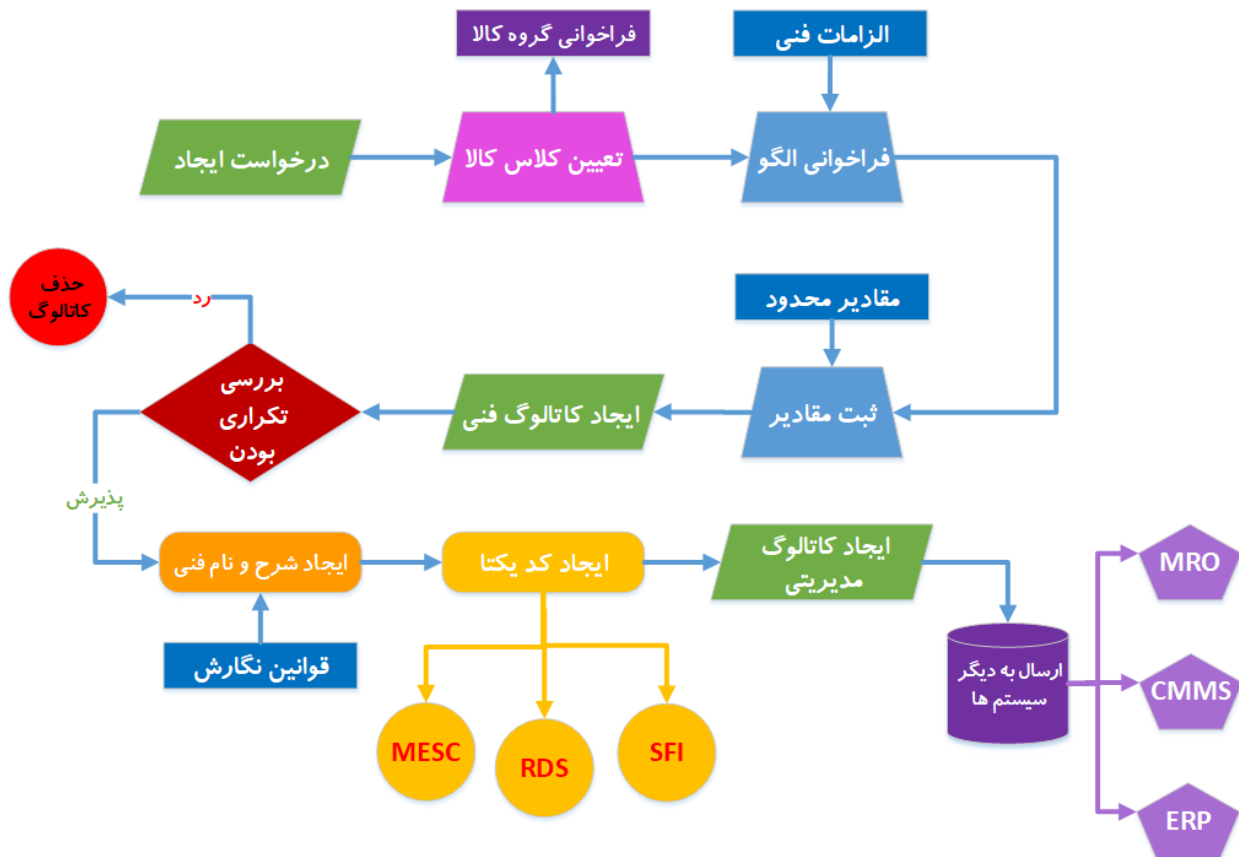 فراخوانی گروه کالا
الزامات فنی
درخواست ایجاد
تعیین کلاس کالا
فراخوانی الگو
حذف
کاتالوگ
رد
مقادیر محدود
بررسی
تکراری
بودن
ایجاد کاتالوگ فنی
ثبت مقادیر
پذیرش
ایجاد شرح و نام فنی
ایجاد کد یکتا
ایجاد کاتالوگ
مدیریتی
قوانین نگارش
ارسال به دیگر
سیستم ها
MRO
CMMS
ERP
MESC
RDS
SFI